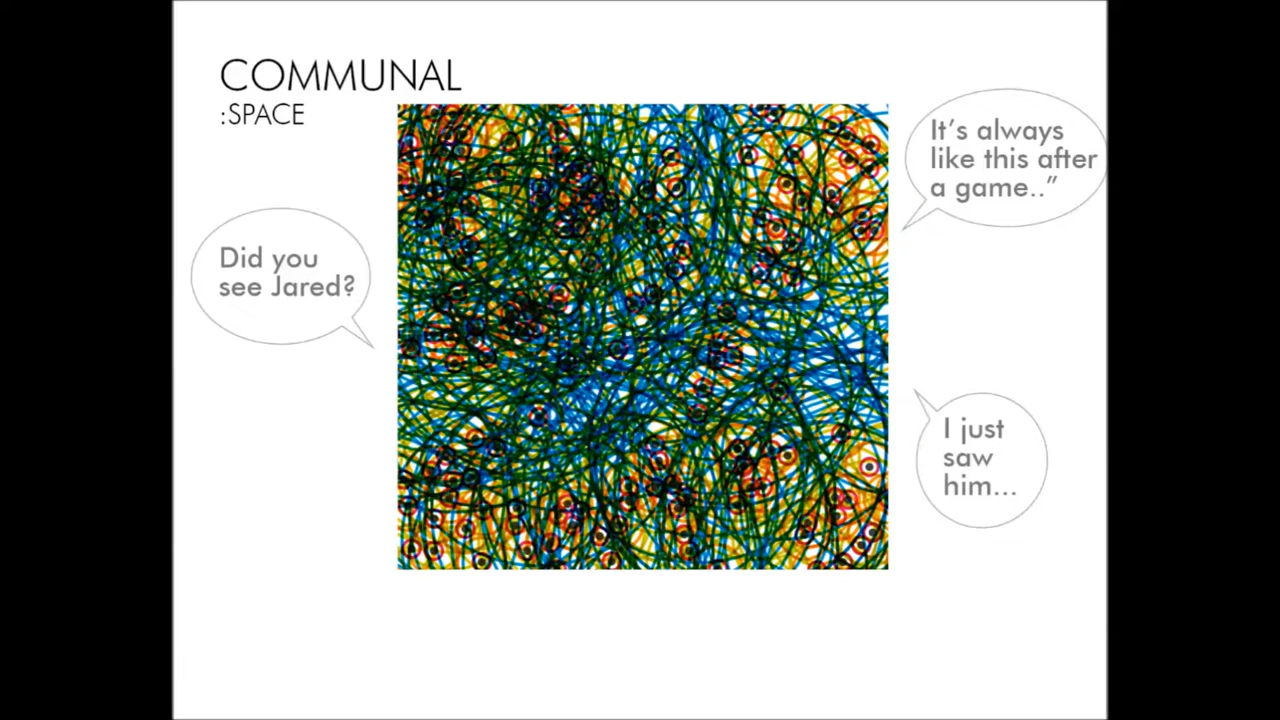 COMMUNAL
:SPACE
It’s always
like this after
a game..”
Did you
see Jared?
I just
saw
him...